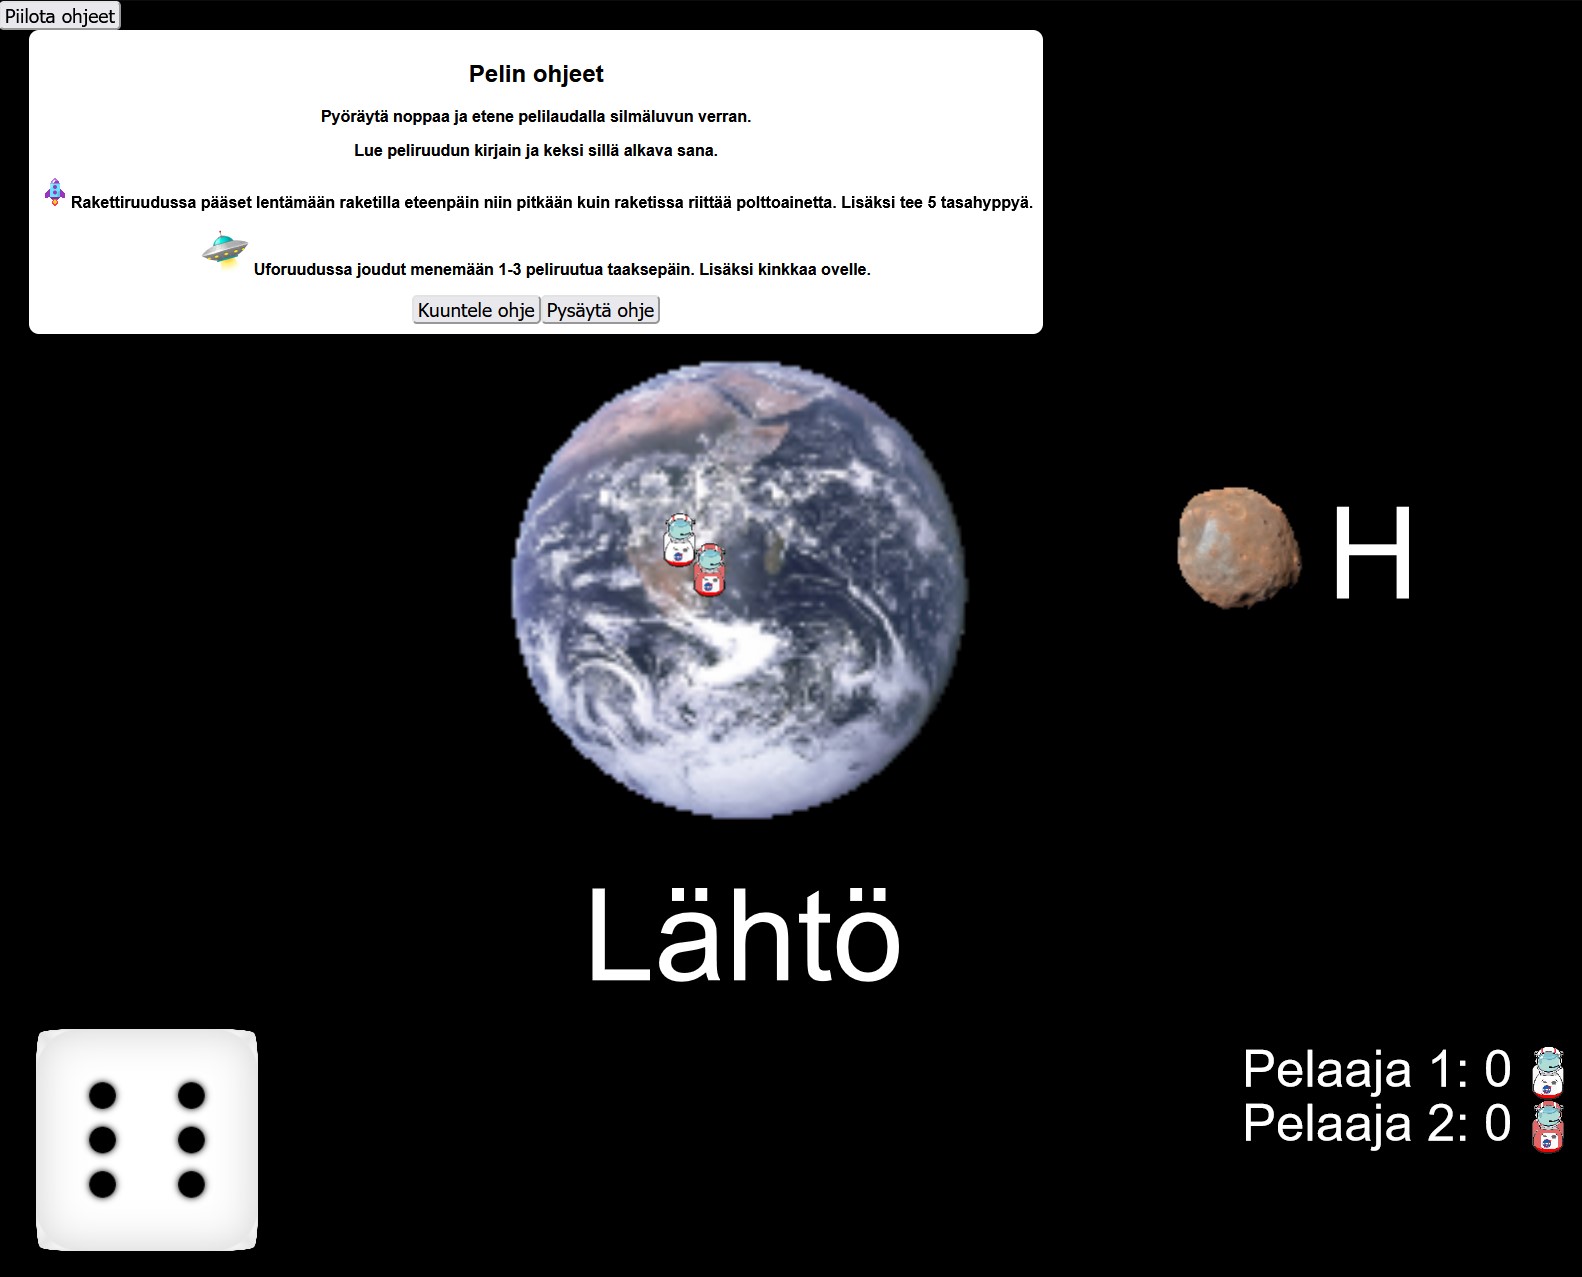 Piilota ohjeet
Pelin ohjeet
Pyöräytä noppaa ja etene pelilaudalla silmäluvun verran.
Lue peliruudun kirjain ja keksi sillä alkava sana.
Rakettiruudussa pääset lentämään raketilla eteenpäin niin pitkään kuin raketissa riittää polttoainetta. Lisäksi tee 5 tasahyppyä.
Uforuudussa joudut menemään 1-3 peliruutua taaksepäin. Lisäksi kinkkaa ovelle.
Kuuntele ohje Pysäytä ohje
H
Lähtö
Pelaaja 1: 0
Pelaaja 2: 0